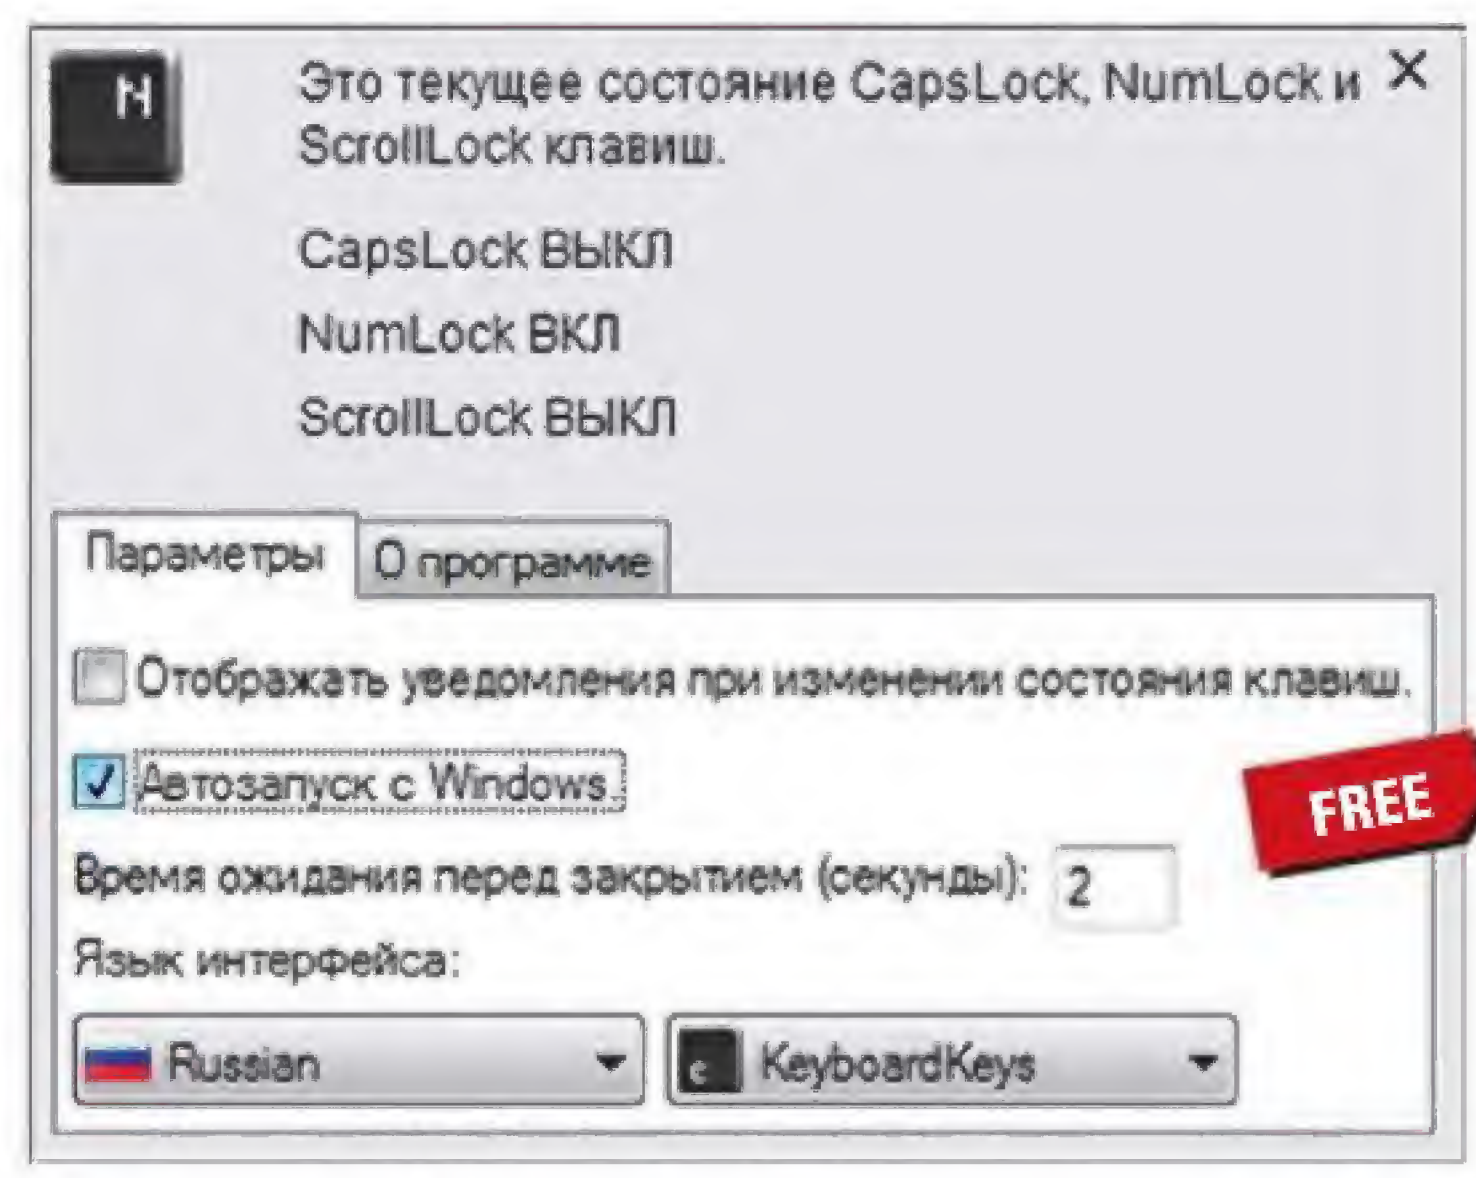 N
Это текущее состояние CapsLock, NumLock и
ScrollLock клавиш.
CapsLock ВЫКЛ
NumLock ВКЛ
ScrollLock ВЫКЛ
Параметры
О программе
Отображать уведомления при изменении состояния клавиш.
Автозапуск с Windows.
FREE
Время ожидания перед закрытием (секунды): 2
Язык интерфейса:
Russian
c KeyboardKeys